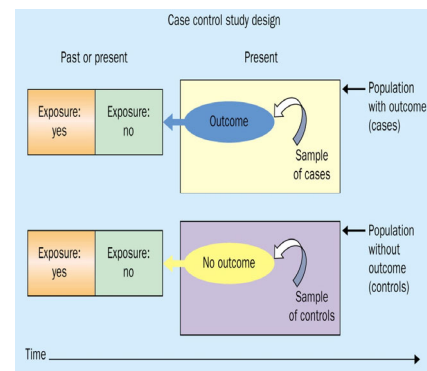 Case control study design
Past or present
Present
Exposure:
yes
Exposure:
no
Outcome
Sample
of cases
Population
with outcome
(cases)
Exposure:
yes
Exposure:
no
No outcome
Sample
of controls
Population
without
outcome
(controls)
Time